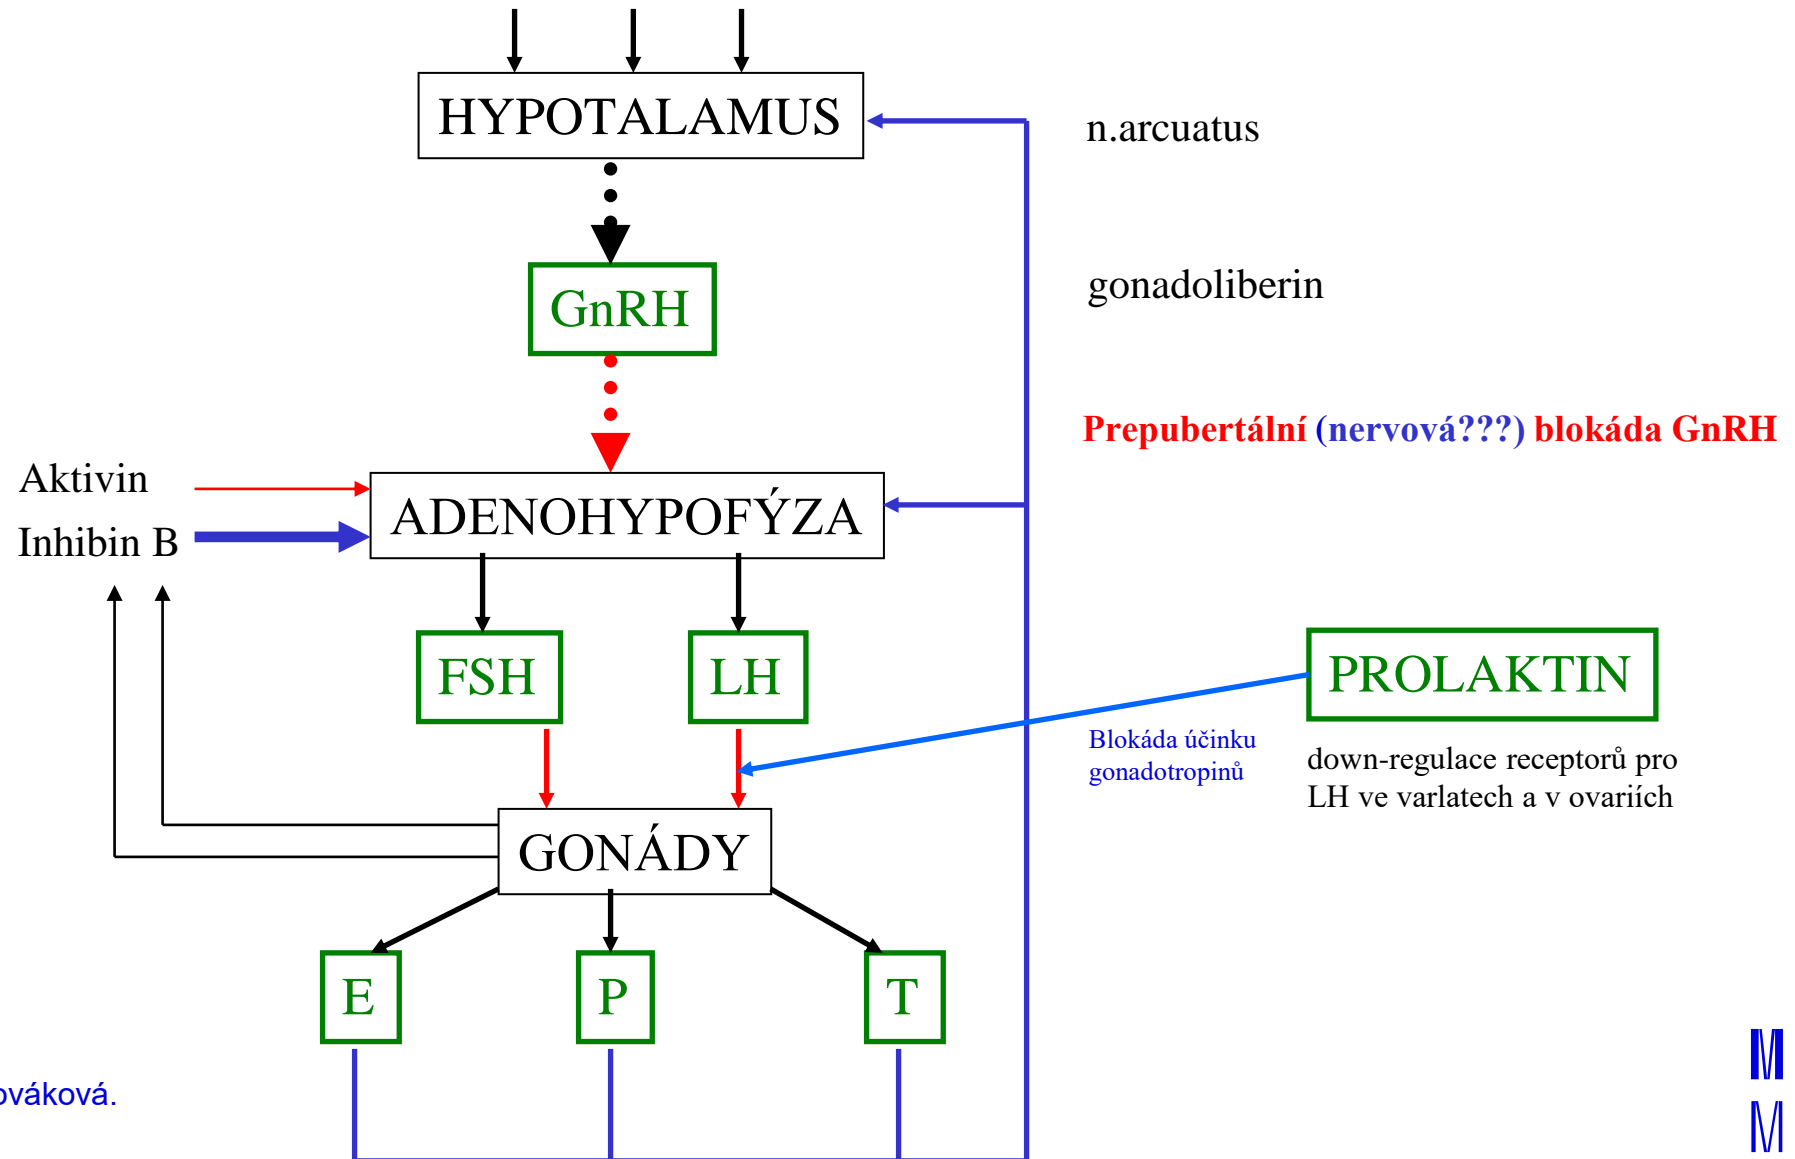 HYPOTALAMUS
n.arcuatus
GnRH
gonadoliberin
Prepubertální (nervová???) blokáda GnRH
Aktivin
ADENOHYPOFÝZA
Inhibin B
FSH
LH
PROLAKTIN
Blokáda účinku
gonadotropinů
down-regulace receptorů pro
LH ve varlatech a v ovariích
GONÁDY
E
P
T
ováková.
M
M